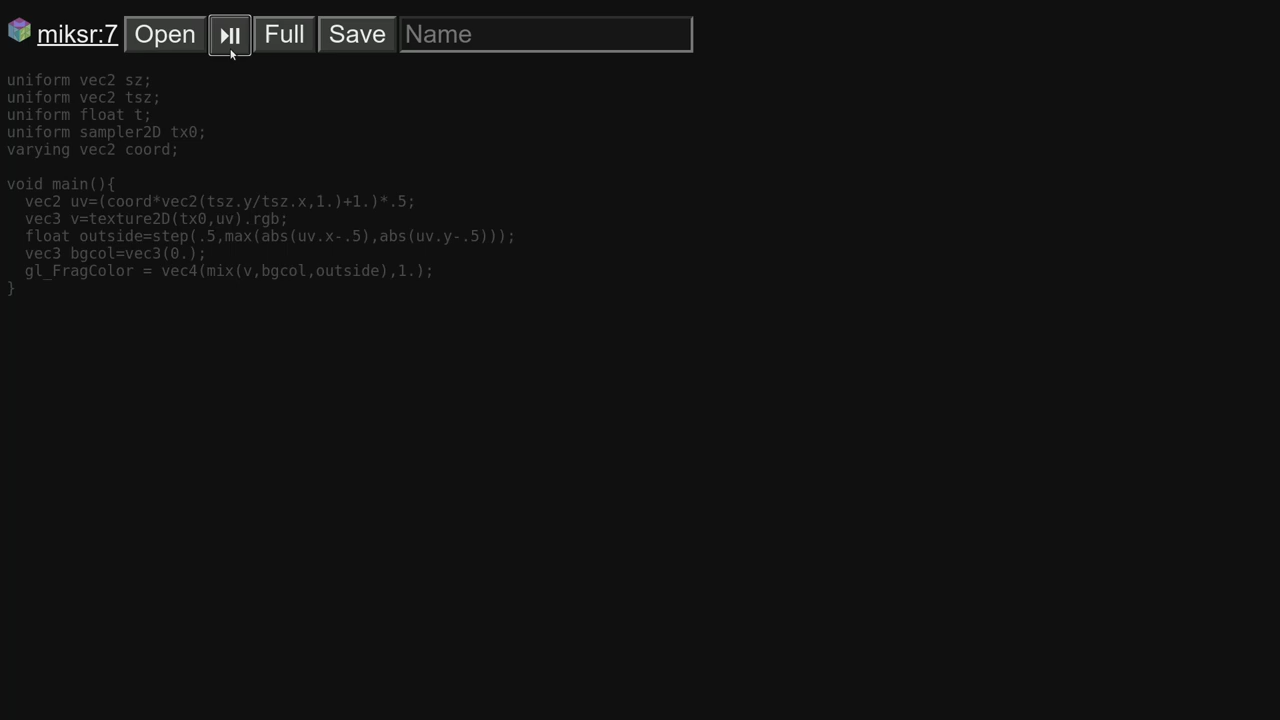 miksr:7 Open Full Save Name
uniform vec2 sz;
uniform vec2 tsz;
uniform float t;
uniform sampler2D tx0;
varying vec2 coord;
void main(){
  vec2 uv=(coord*vec2(tsz.y/tsz.x,1.)+1.)*.5;
  vec3 v=texture2D(tx0,uv).rgb;
  float outside=step(.5,max(abs(uv.x-.5),abs(uv.y-.5)));
  vec3 bgcol=vec3(0.);
  gl_FragColor = vec4(mix(v,bgcol,outside),1.);
}